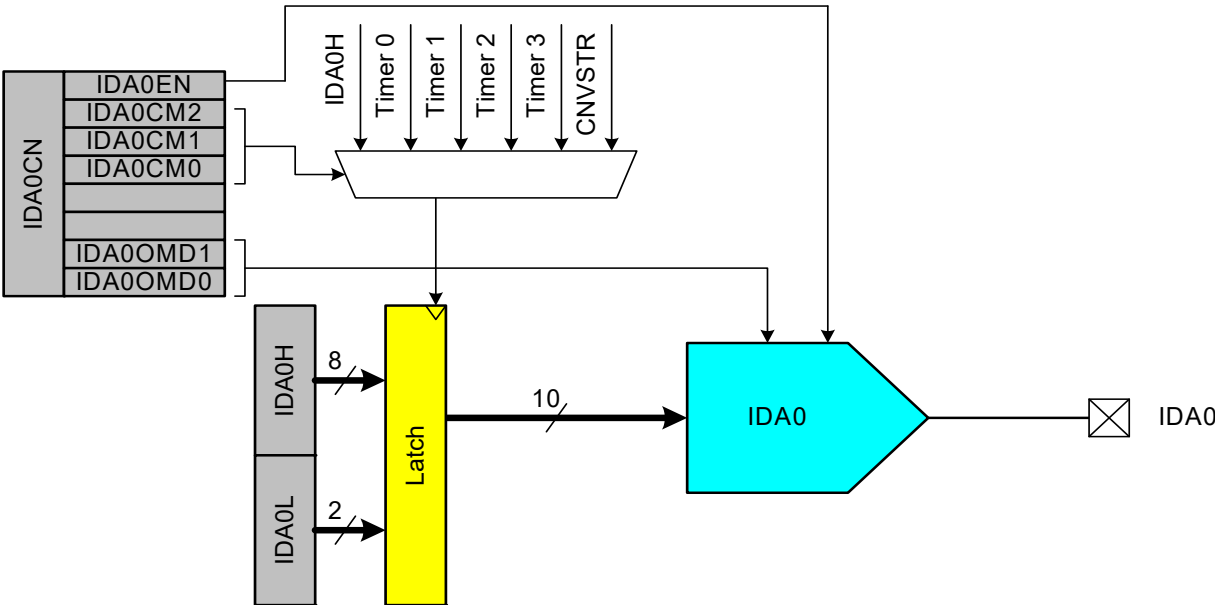 IDA0CN
IDA0EN
IDA0CM2
IDA0CM1
IDA0CM0
IDA0OMD1
IDA0OMD0
IDA0H
Timer 0
Timer 1
Timer 2
Timer 3
CNVSTR
IDA0H
IDA0L
8
2
Latch
10
IDA0
IDA0